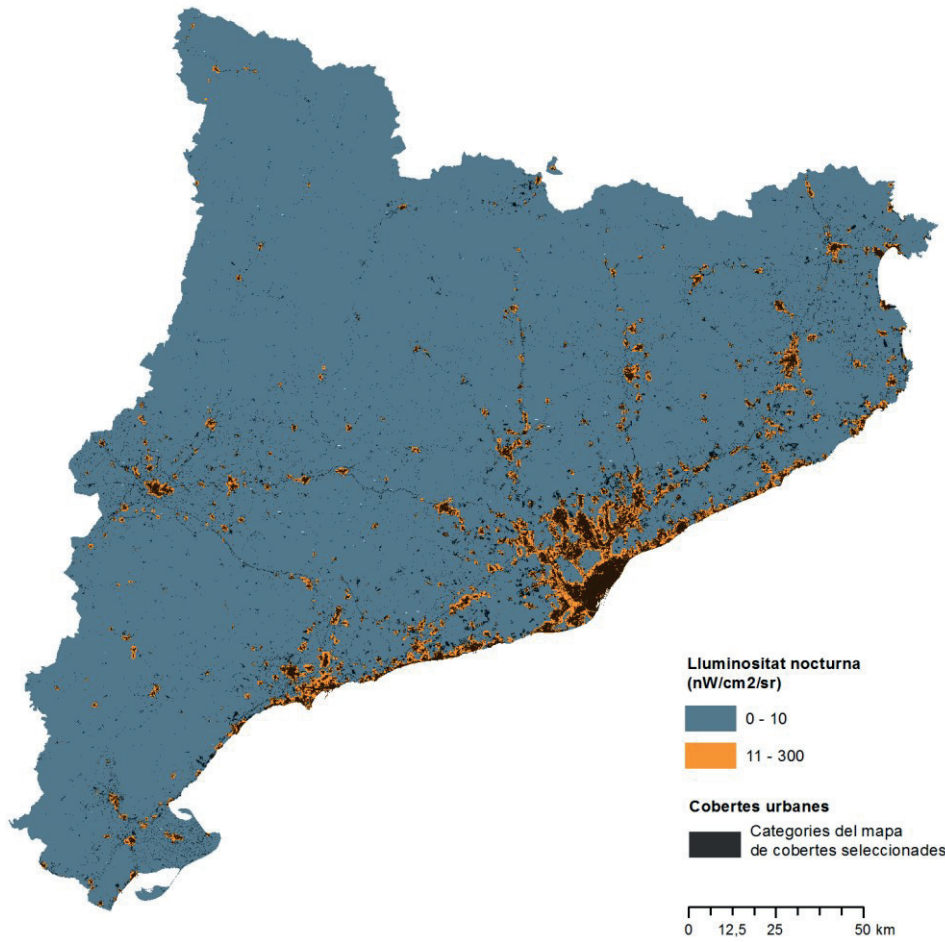 Lluminositat nocturna
(nW/cm2/sr)
0 - 10
11 - 300
Cobertes urbanes
Categories del mapa
de cobertes seleccionades
0 12,5 25 50 km